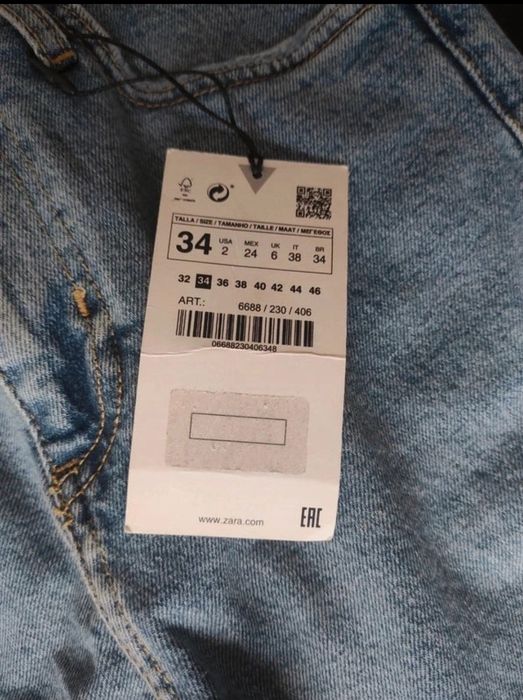 TALLA / SIZE / TAMANHO / TAILLE / MAAT / ΜΕΓΕΘΟΣ
34 USA 2 MEX 24 UK 6 IT 38 BR 34
32 34 36 38 40 42 44 46
ART.: 6688 / 230 / 406
06688230406348
www.zara.com
EAC